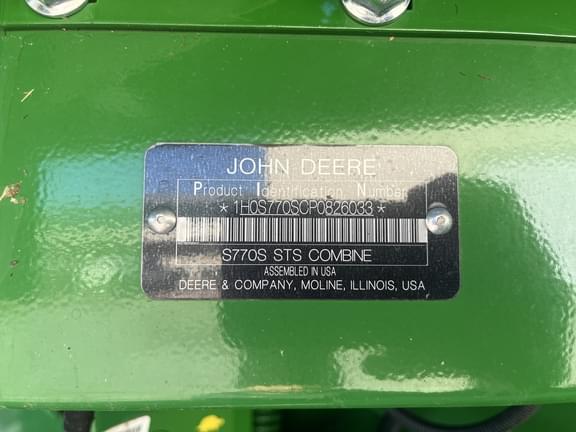 JOHN DEERE
Product Identification Number
*1H0S770SCP0826033*
S770S STS COMBINE
ASSEMBLED IN USA
DEERE & COMPANY, MOLINE, ILLINOIS, USA